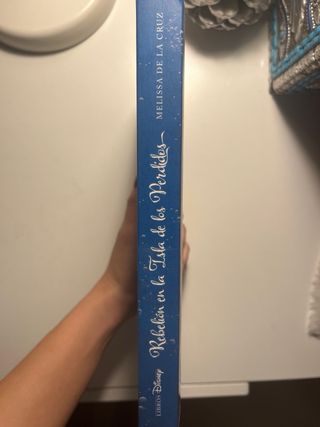 LIBROS Disney
Rebelión en la Isla de los Perdidos
MELISSA DE LA CRUZ